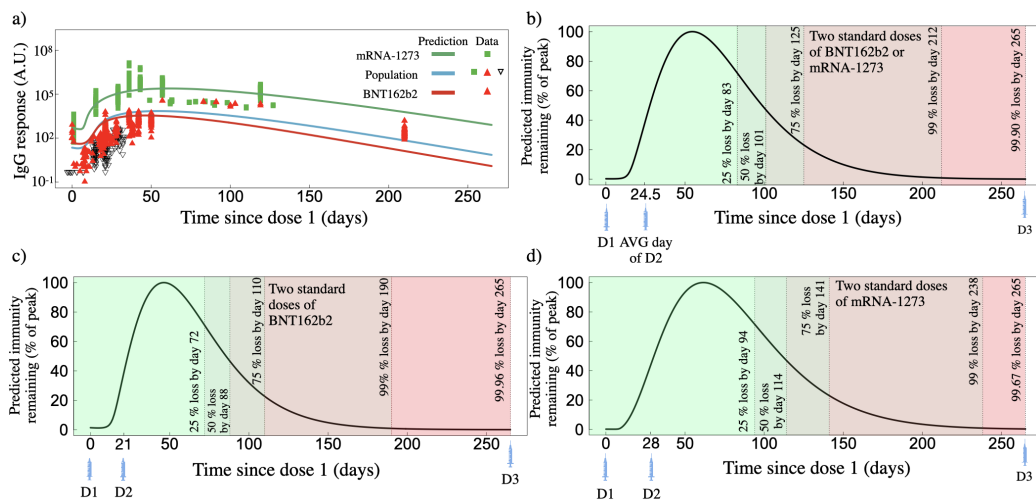 a)
IgG response (A.U.)
10^8
10^5
10^2
10^-1
Prediction Data
mRNA-1273
Population
BNT162b2
0 50 100 150 200 250
Time since dose 1 (days)
b)
Predicted immunity
remaining (% of peak)
100
80
60
40
20
0
25 % loss by day 83
50 % loss
by day 101
75 % loss by day 125
Two standard doses
of BNT162b2 or
mRNA-1273
99 % loss by day 212
99.90 % loss by day 265
0 24.5 50 100 150 200 250
Time since dose 1 (days)
D1 AVG day
of D2
D3
c)
Predicted immunity
remaining (% of peak)
100
80
60
40
20
0
25 % loss by day 72
50 % loss
by day 88
75 % loss by day 110
Two standard
doses of
BNT162b2
99% % loss by day 190
99.96 % loss by day 265
0 21 50 100 150 200 250
Time since dose 1 (days)
D1 D2
D3
d)
Predicted immunity
remaining (% of peak)
100
80
60
40
20
0
25 % loss by day 94
50 % loss
by day 114
75 % loss
by day 141
Two standard doses
of mRNA-1273
99 % loss by day 238
99.67 % loss by day 265
0 28 50 100 150 200 250
Time since dose 1 (days)
D1 D2
D3